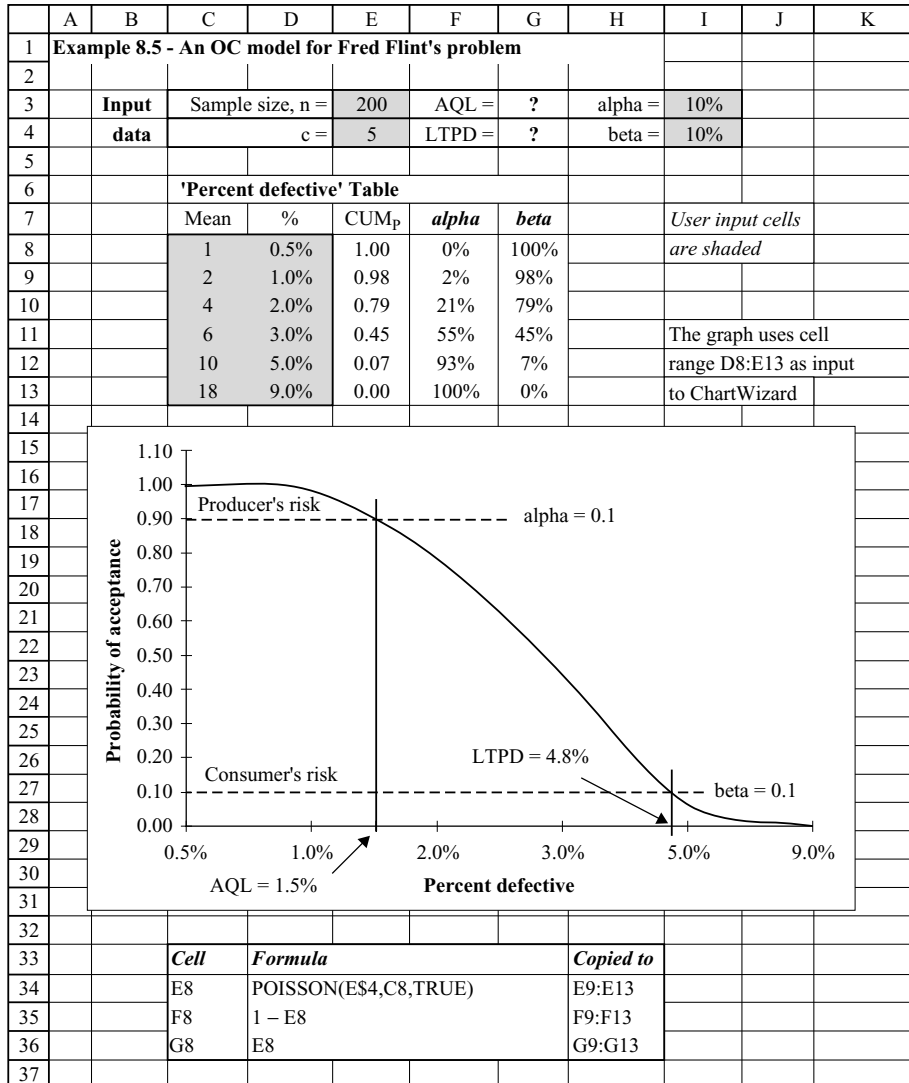 A B C D E F G H I J K
1 Example 8.5 - An OC model for Fred Flint's problem
2
3 Input Sample size, n = 200 AQL = ? alpha = 10%
4 data c = 5 LTPD = ? beta = 10%
5
6 'Percent defective' Table
7 Mean % CUMP alpha beta User input cells
8 1 0.5% 1.00 0% 100% are shaded
9 2 1.0% 0.98 2% 98%
10 4 2.0% 0.79 21% 79%
11 6 3.0% 0.45 55% 45% The graph uses cell
12 10 5.0% 0.07 93% 7% range D8:E13 as input
13 18 9.0% 0.00 100% 0% to ChartWizard
14
15
16
17
18
19
20
21
22
23
24
25
26
27
28
29
30
31
Probability of acceptance
1.10
1.00
Producer's risk
0.90
alpha = 0.1
0.80
0.70
0.60
0.50
0.40
0.30
0.20
LTPD = 4.8%
Consumer's risk
0.10
beta = 0.1
0.00
0.5% 1.0% 2.0% 3.0% 5.0% 9.0%
AQL = 1.5% Percent defective
32
33 Cell Formula Copied to
34 E8 POISSON(E$4,C8,TRUE) E9:E13
35 F8 1 – E8 F9:F13
36 G8 E8 G9:G13
37